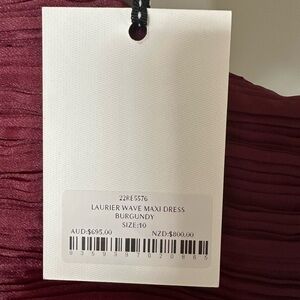 22RE5576
LAURIER WAVE MAXI DRESS
BURGUNDY
SIZE:10
AUD:$695.00 NZD:$800.00